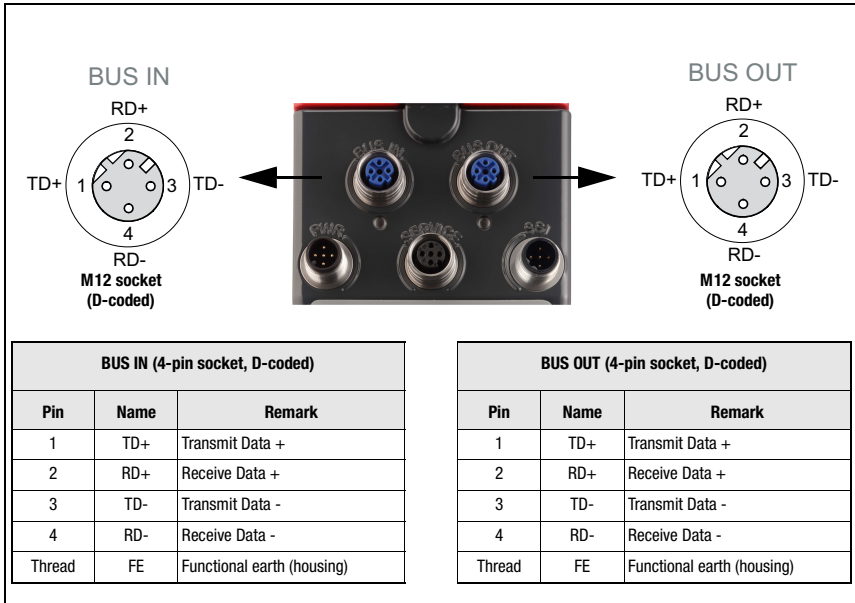 BUS IN
RD+
2
TD+ 1 3 TD-
4
RD-
M12 socket
(D-coded)
BUS IN BUS OUT
PWR SERVICE SSI
BUS OUT
RD+
2
TD+ 1 3 TD-
4
RD-
M12 socket
(D-coded)
BUS IN (4-pin socket, D-coded)
Pin Name Remark
1 TD+ Transmit Data +
2 RD+ Receive Data +
3 TD- Transmit Data -
4 RD- Receive Data -
Thread FE Functional earth (housing)
BUS OUT (4-pin socket, D-coded)
Pin Name Remark
1 TD+ Transmit Data +
2 RD+ Receive Data +
3 TD- Transmit Data -
4 RD- Receive Data -
Thread FE Functional earth (housing)